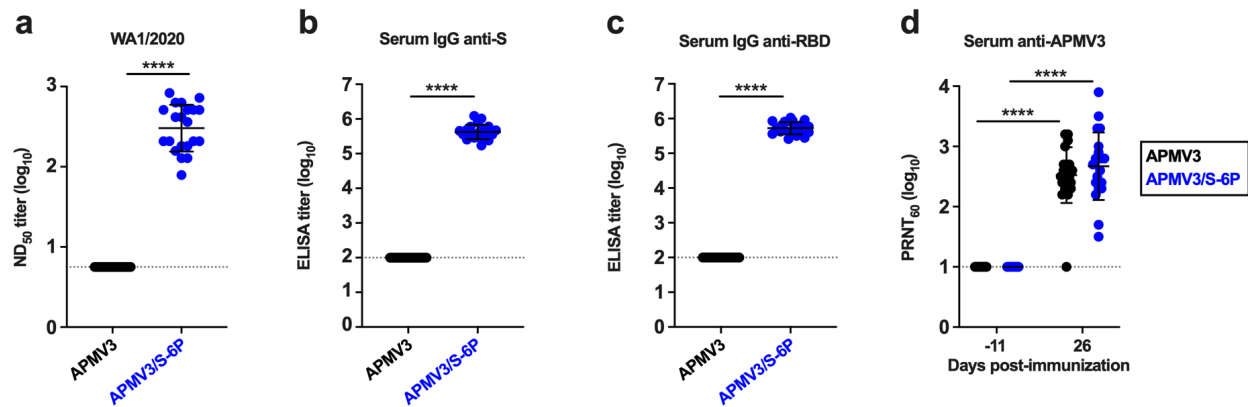 a
WA1/2020
****
ND50 titer (log10)
3
2
1
0
APMV3
APMV3/S-6P
b
Serum IgG anti-S
****
ELISA titer (log10)
7
6
5
4
3
2
1
0
APMV3
APMV3/S-6P
c
Serum IgG anti-RBD
****
ELISA titer (log10)
7
6
5
4
3
2
1
0
APMV3
APMV3/S-6P
d
Serum anti-APMV3
****
****
PRNT60 (log10)
4
3
2
1
0
-11
26
Days post-immunization
APMV3
APMV3/S-6P